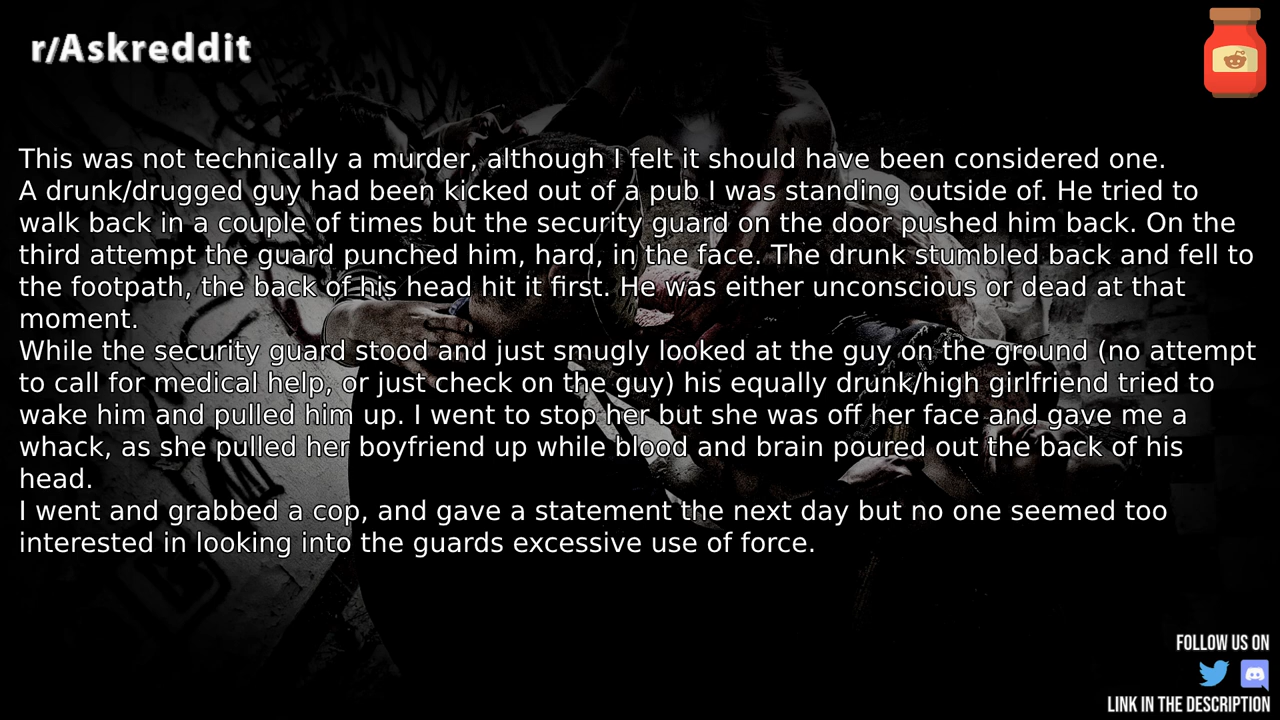 r/Askreddit
This was not technically a murder, although I felt it should have been considered one.
A drunk/drugged guy had been kicked out of a pub I was standing outside of. He tried to
walk back in a couple of times but the security guard on the door pushed him back. On the
third attempt the guard punched him, hard, in the face. The drunk stumbled back and fell to
the footpath, the back of his head hit it first. He was either unconscious or dead at that
moment.
While the security guard stood and just smugly looked at the guy on the ground (no attempt
to call for medical help, or just check on the guy) his equally drunk/high girlfriend tried to
wake him and pulled him up. I went to stop her but she was off her face and gave me a
whack, as she pulled her boyfriend up while blood and brain poured out the back of his
head.
I went and grabbed a cop, and gave a statement the next day but no one seemed too
interested in looking into the guards excessive use of force.
FOLLOW US ON
LINK IN THE DESCRIPTION